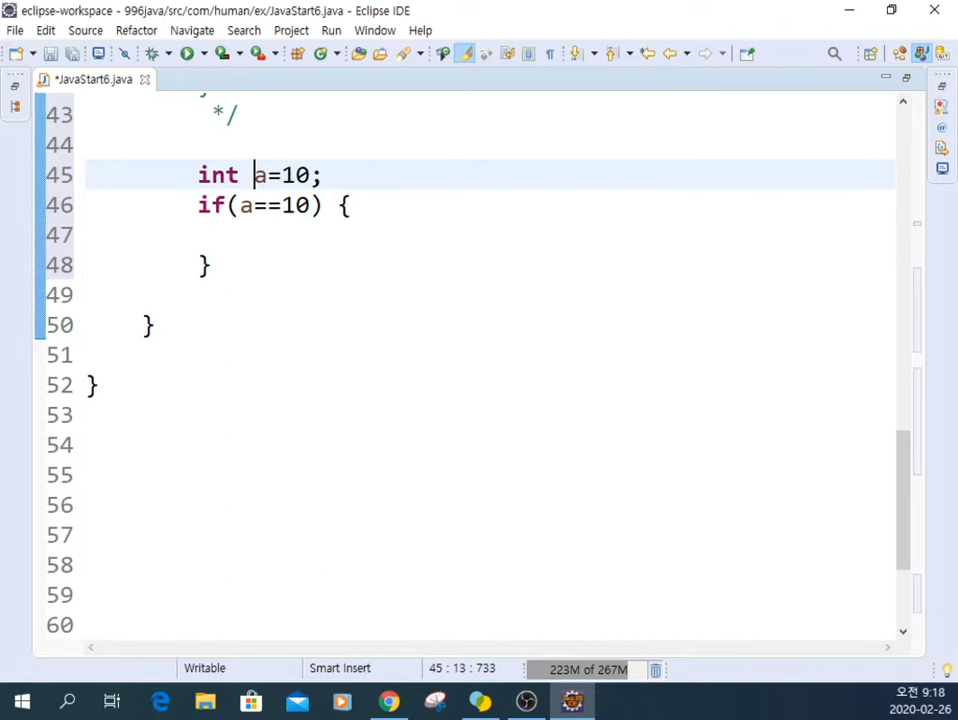 eclipse-workspace - 996java/src/com/human/ex/JavaStart6.java - Eclipse IDE
File Edit Source Refactor Navigate Search Project Run Window Help
*JavaStart6.java
43 */
44
45 int a=10;
46 if(a==10) {
47
48 }
49
50 }
51
52 }
53
54
55
56
57
58
59
60
Writable Smart Insert 45 : 13 : 733 223M of 267M
오전 9:18
2020-02-26